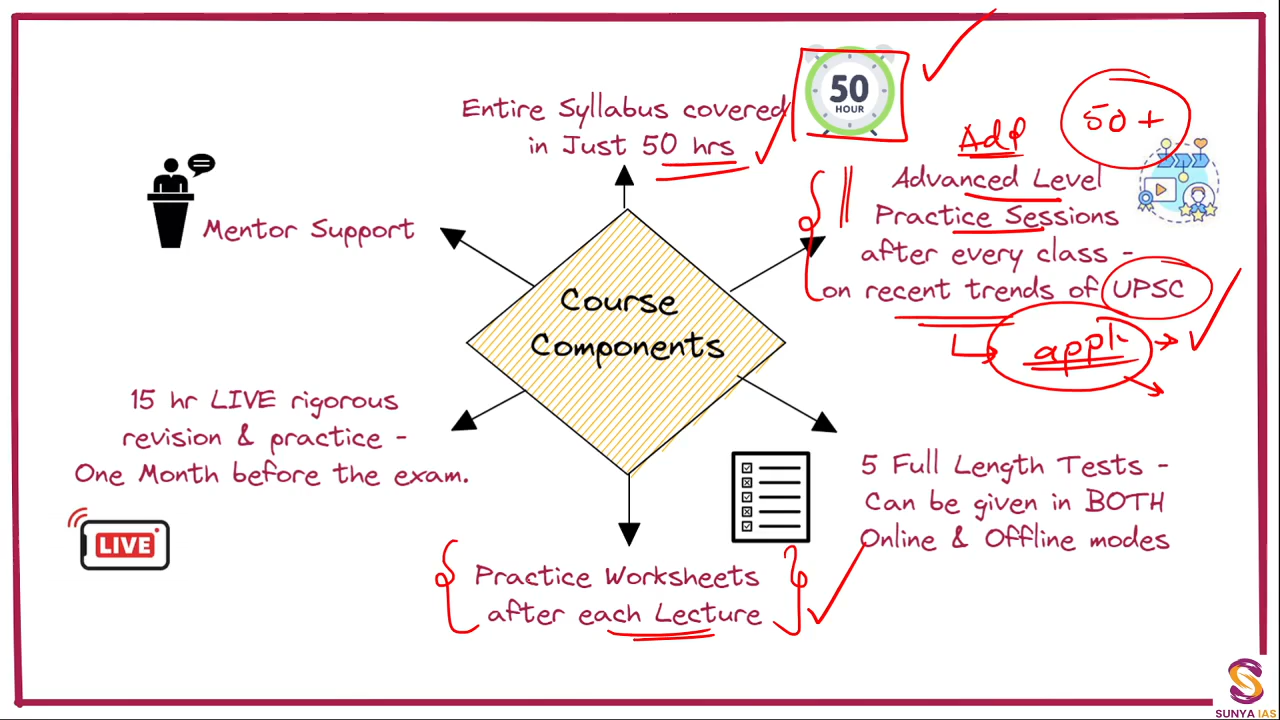 Entire Syllabus covered
in Just 50 hrs
50
HOUR
50+
AdP
Advanced Level
Practice Sessions
after every class -
on recent trends of UPSC
appli
Mentor Support
Course
Components
15 hr LIVE rigorous
revision & practice -
One Month before the exam.
LIVE
5 Full Length Tests -
Can be given in BOTH
Online & Offline modes
Practice Worksheets
after each Lecture
SUNYA IAS